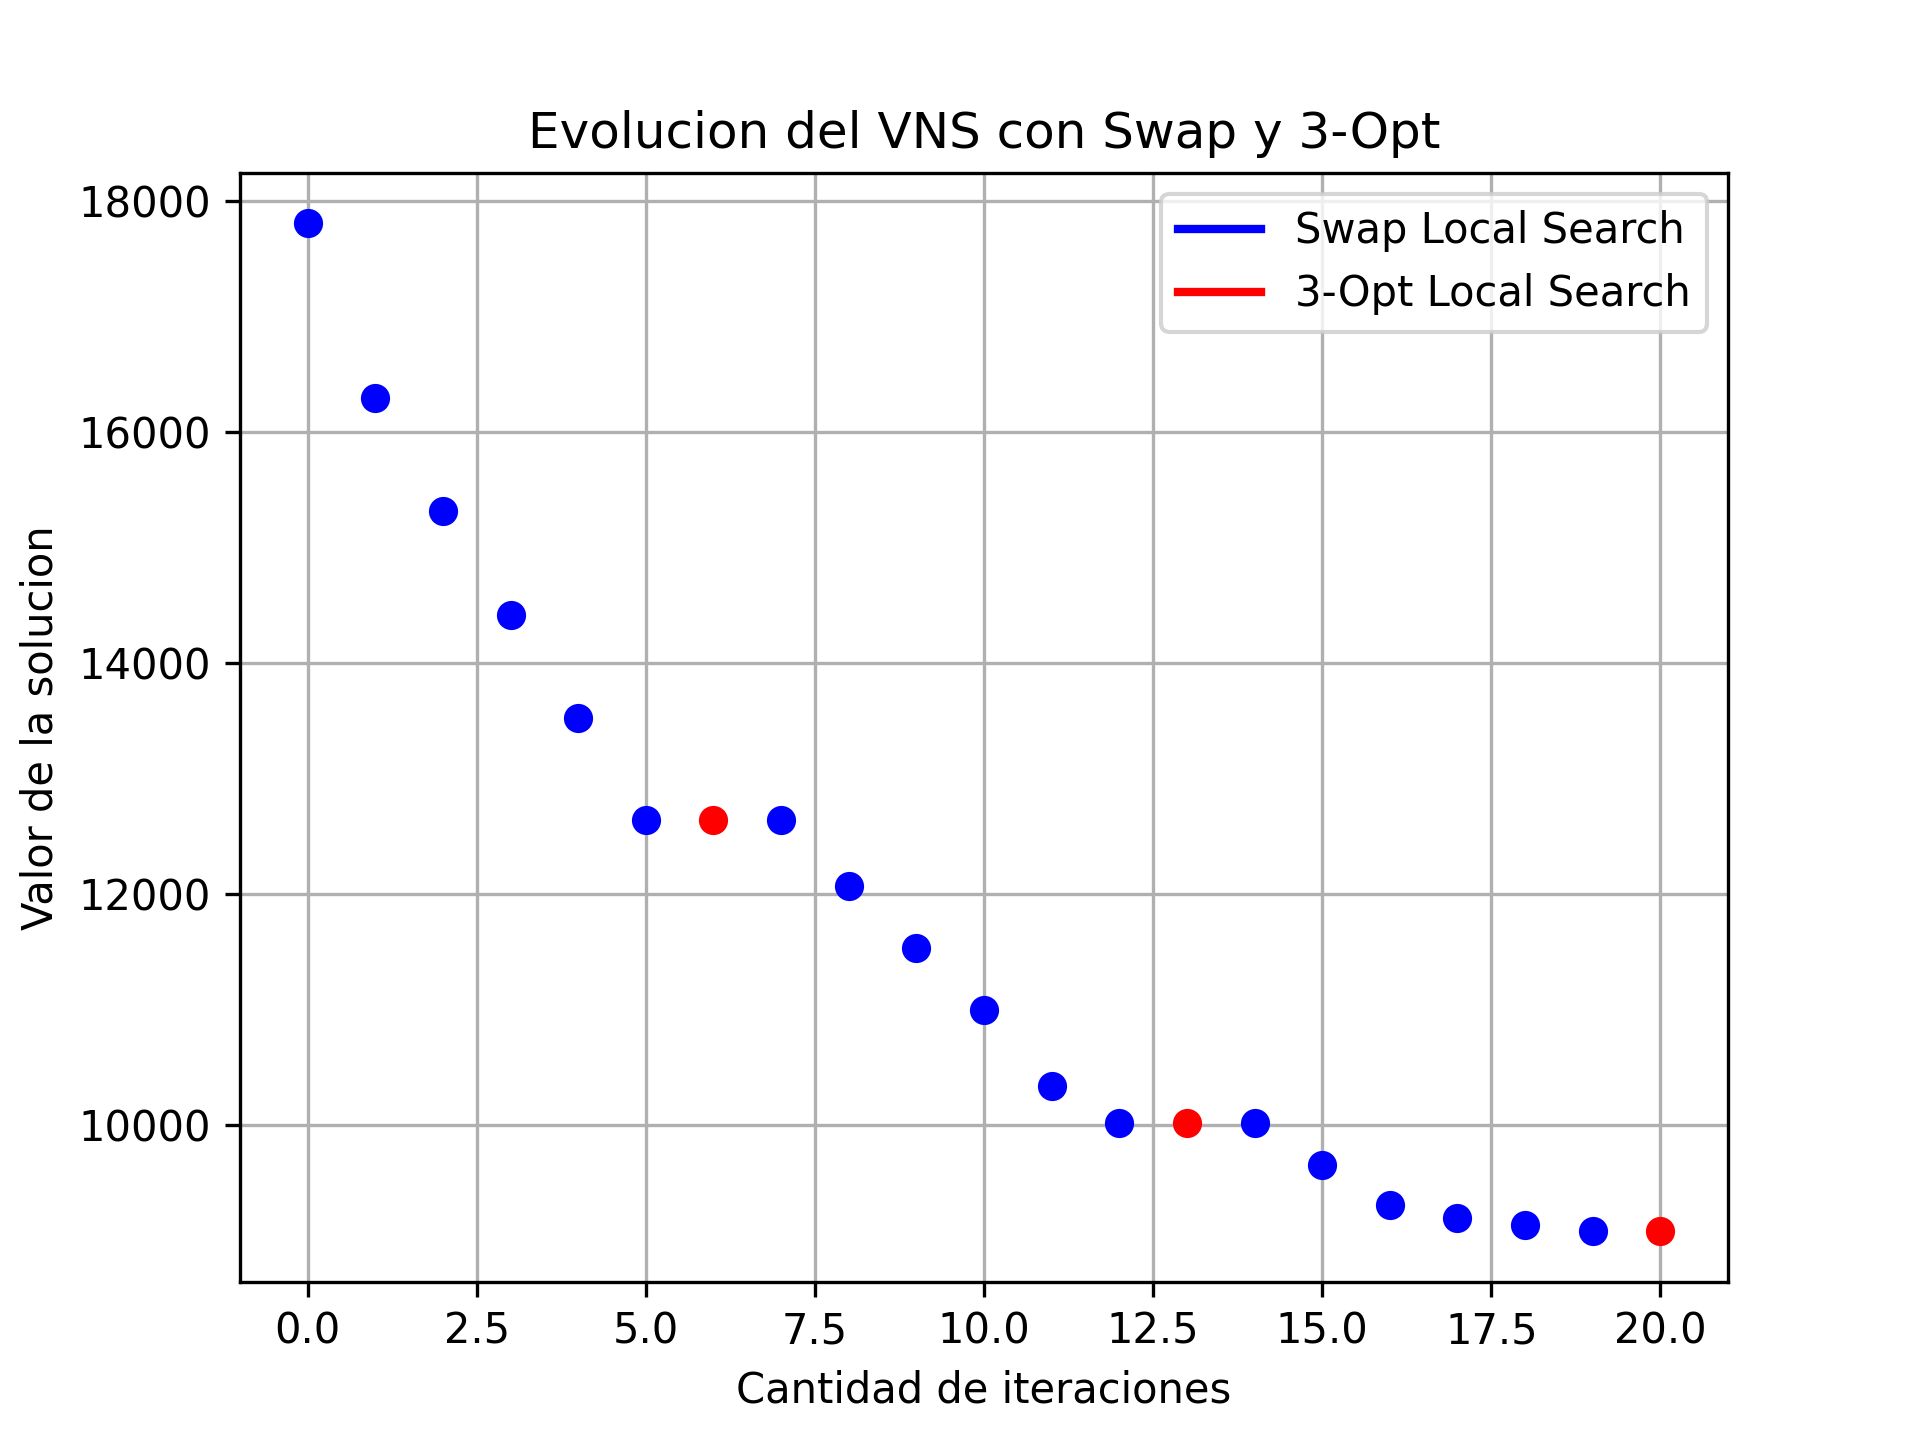 Evolucion del VNS con Swap y 3-Opt
Swap Local Search
3-Opt Local Search
Valor de la solucion
18000
16000
14000
12000
10000
0.0 2.5 5.0 7.5 10.0 12.5 15.0 17.5 20.0
Cantidad de iteraciones